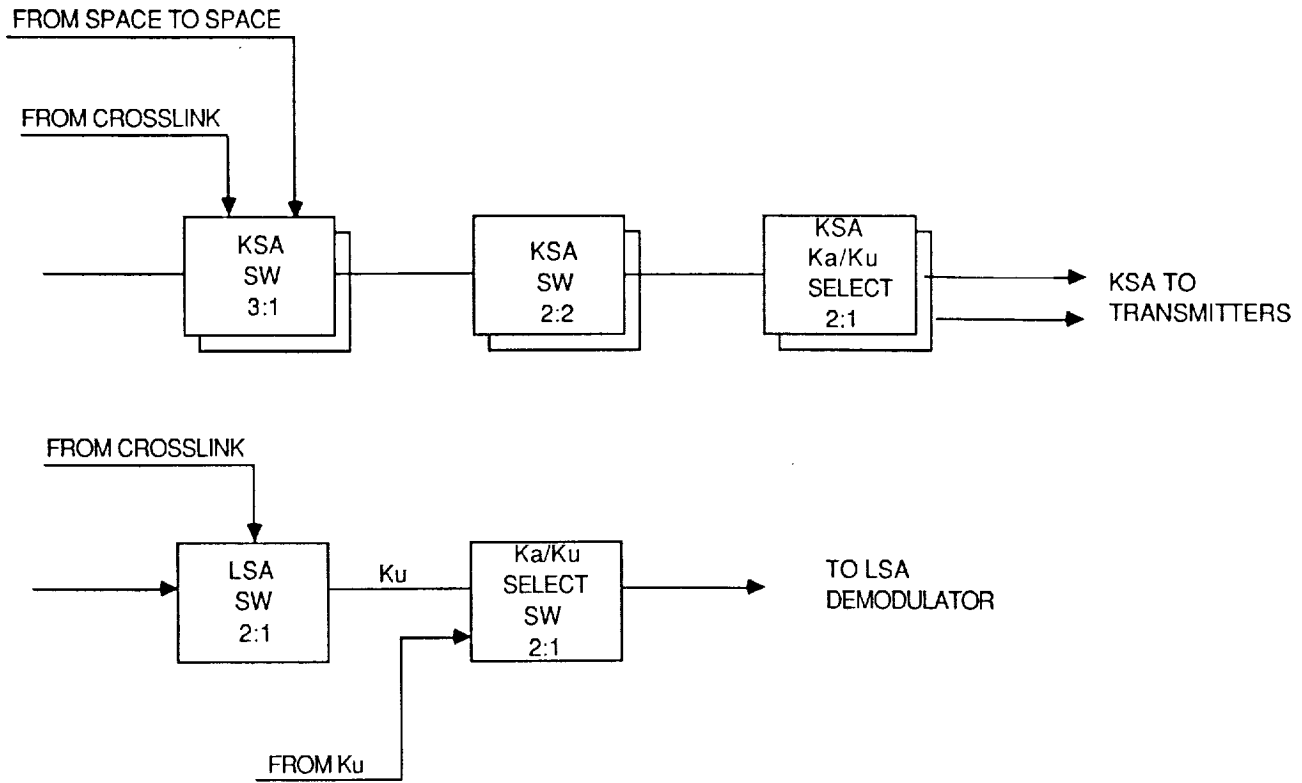 FROM SPACE TO SPACE
FROM CROSSLINK
KSA
SW
3:1
KSA
SW
2:2
KSA
Ka/Ku
SELECT
2:1
KSA TO
TRANSMITTERS
FROM CROSSLINK
LSA
SW
2:1
Ku
Ka/Ku
SELECT
SW
2:1
TO LSA
DEMODULATOR
FROM Ku